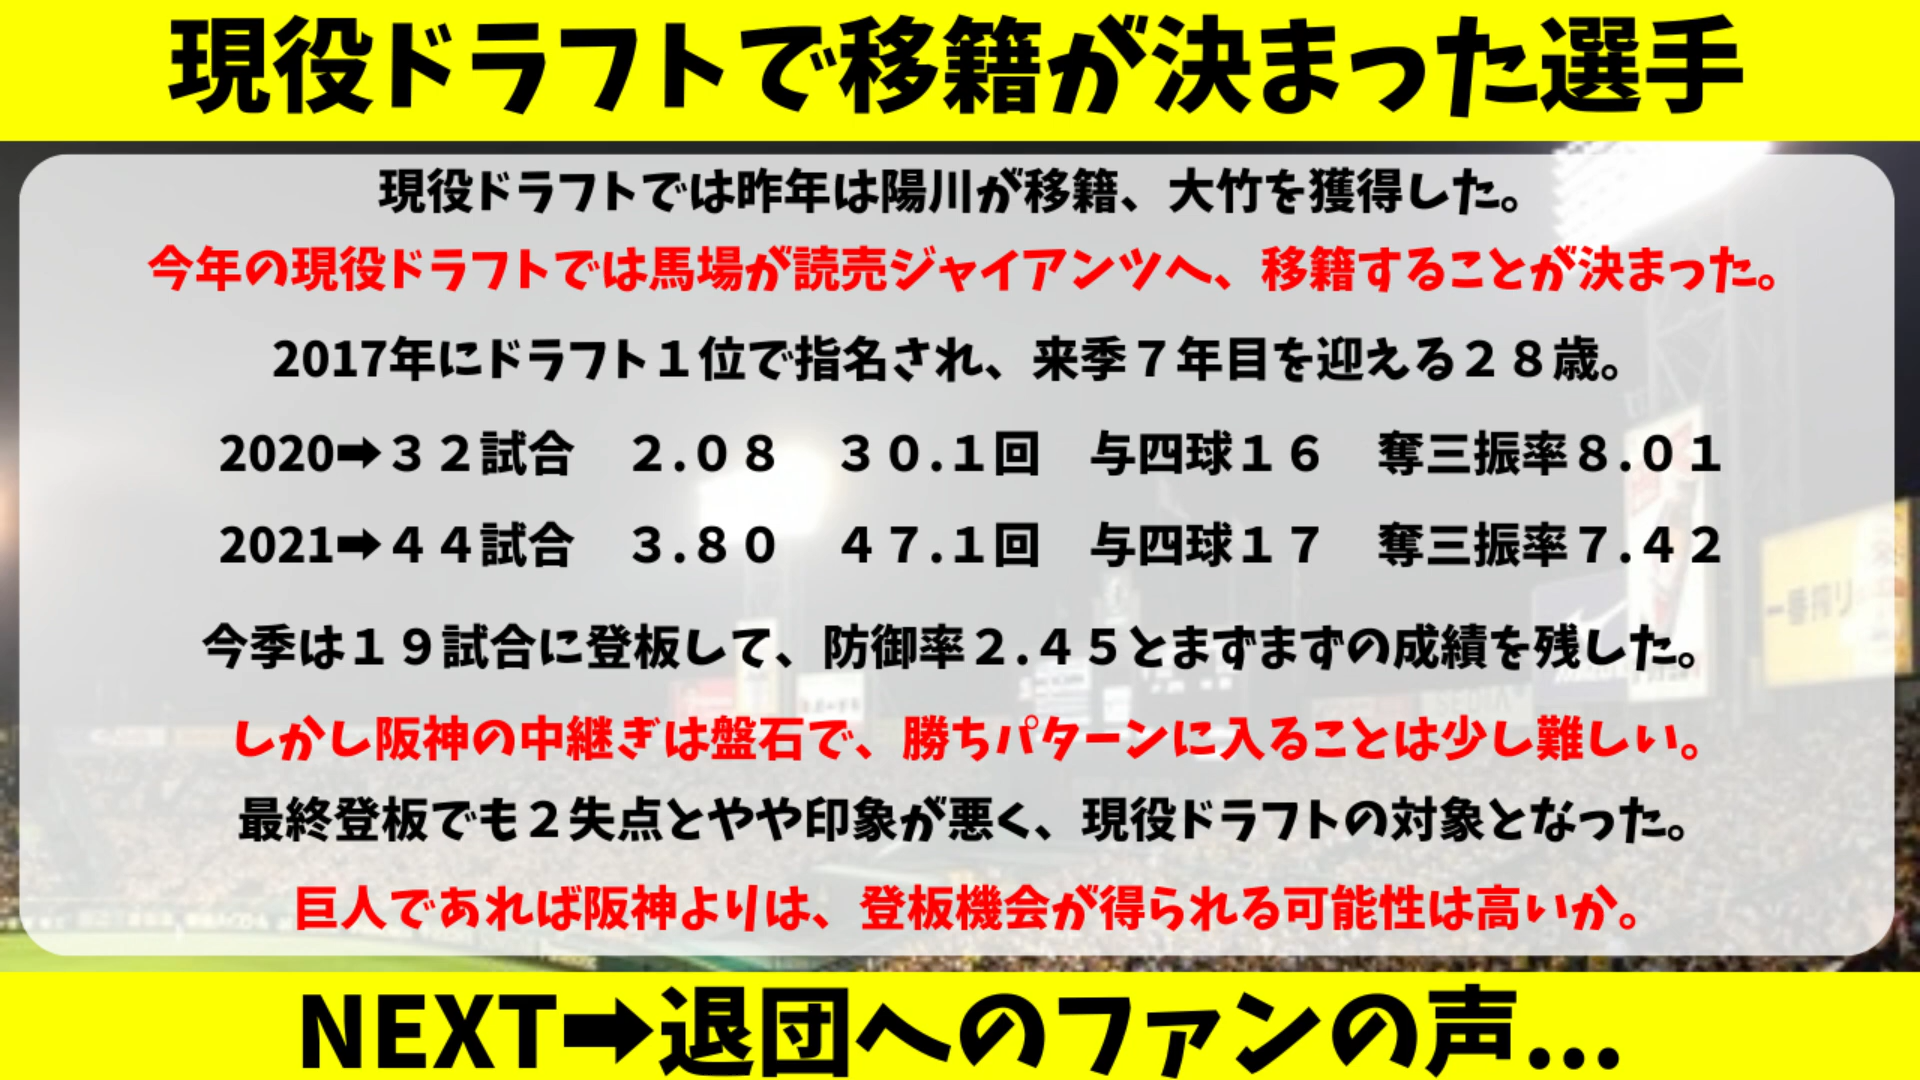 現役ドラフトで移籍が決まった選手
現役ドラフトでは昨年は陽川が移籍、大竹を獲得した。
今年の現役ドラフトでは馬場が読売ジャイアンツへ、移籍することが決まった。
2017年にドラフト１位で指名され、来季７年目を迎える２８歳。
2020➡３２試合　２.０８　３０.１回　与四球１６　奪三振率８.０１
2021➡４４試合　３.８０　４７.１回　与四球１７　奪三振率７.４２
今季は１９試合に登板して、防御率２.４５とまずまずの成績を残した。
しかし阪神の中継ぎは盤石で、勝ちパターンに入ることは少し難しい。
最終登板でも２失点とやや印象が悪く、現役ドラフトの対象となった。
巨人であれば阪神よりは、登板機会が得られる可能性は高いか。
一番搾り
NEXT➡退団へのファンの声...